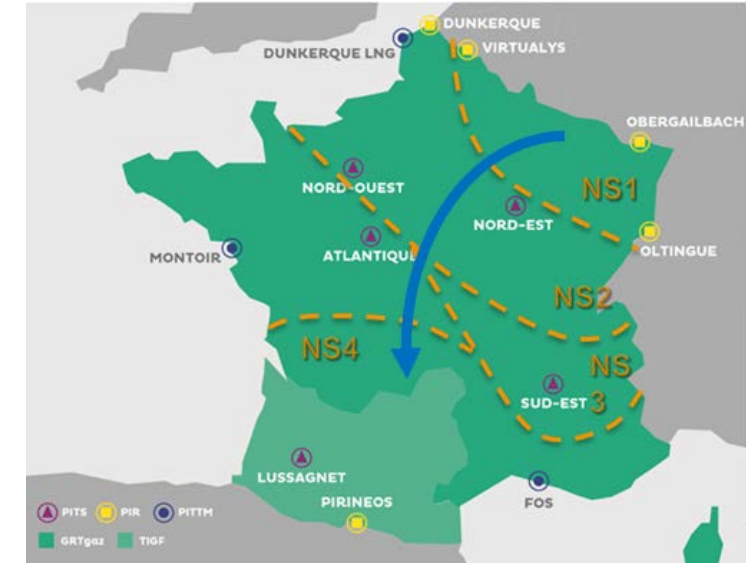 DUNKERQUE
DUNKERQUE LNG
VIRTUALYS
OBERGAILBACH
NORD-OUEST
NS1
NORD-EST
OLTINGUE
MONTOIR
ATLANTIQUE
NS2
NS4
NS
3
SUD-EST
LUSSAGNET
PIRINEOS
FOS
PITS PIR PITTM
GRTgaz TIGF